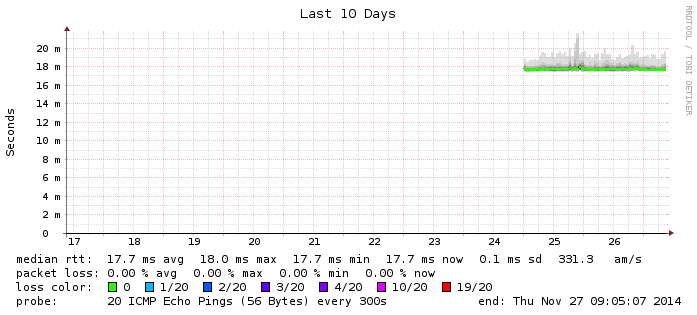 Last 10 Days
RRDTOOL / TOBI OETIKER
Seconds
20 m
18 m
16 m
14 m
12 m
10 m
8 m
6 m
4 m
2 m
0
17 18 19 20 21 22 23 24 25 26
median rtt: 17.7 ms avg 18.0 ms max 17.7 ms min 17.7 ms now 0.1 ms sd 331.3 am/s
packet loss: 0.00 % avg 0.00 % max 0.00 % min 0.00 % now
loss color: 0 1/20 2/20 3/20 4/20 10/20 19/20
probe: 20 ICMP Echo Pings (56 Bytes) every 300s end: Thu Nov 27 09:05:07 2014